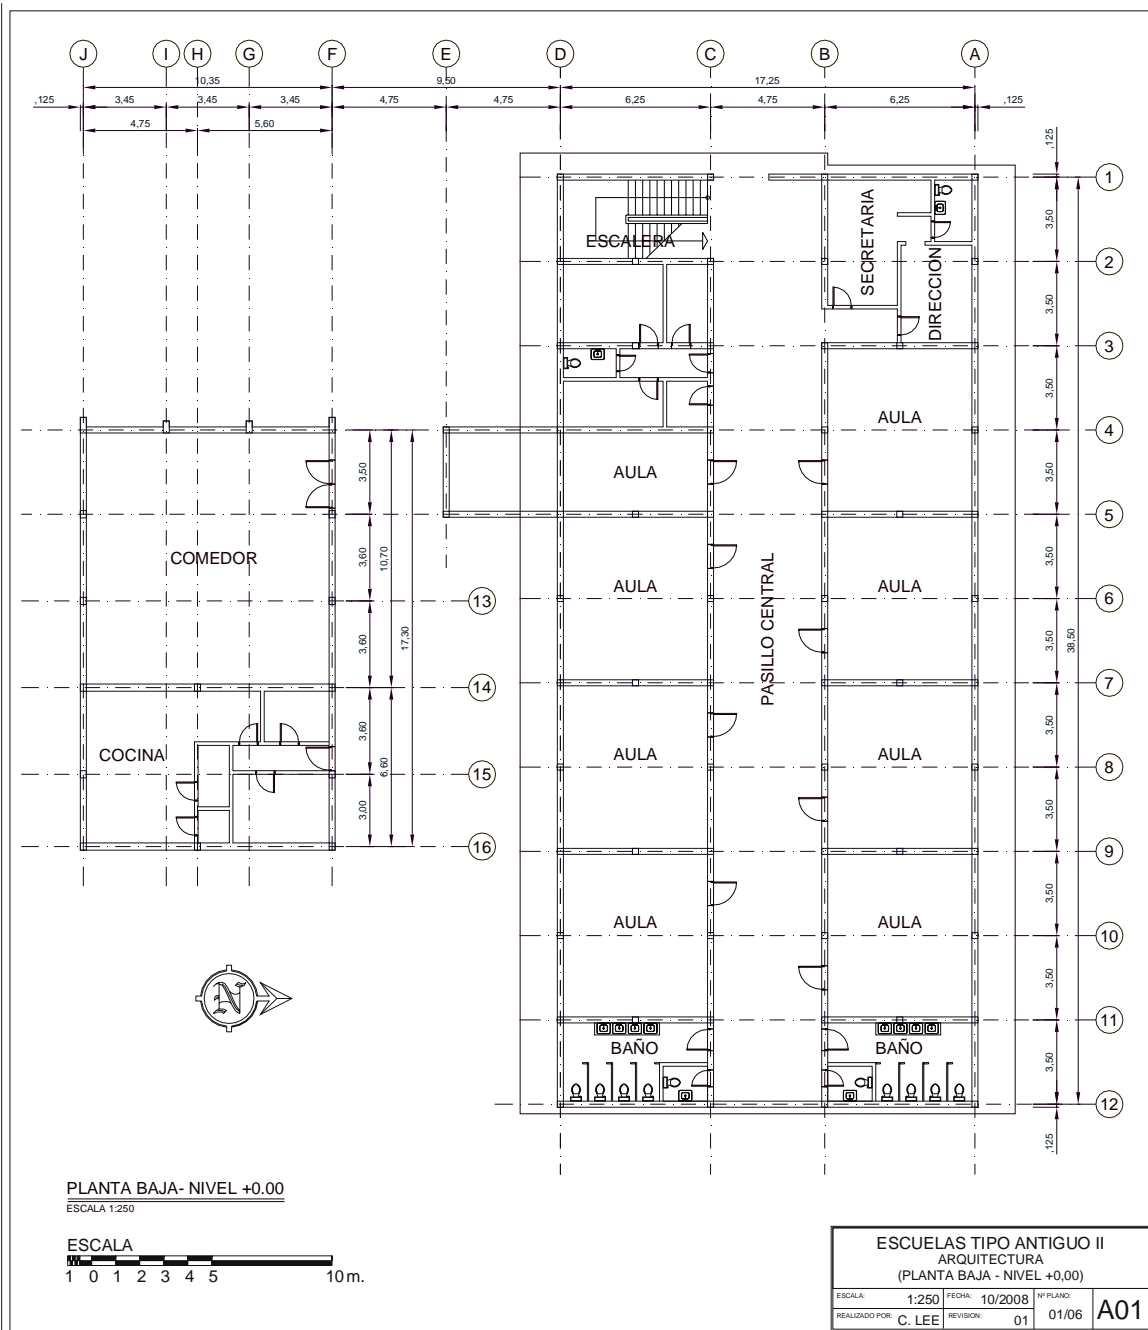 J I H G F E D C B A
10,35 9,50 17,25
,125 3,45 3,45 3,45 4,75 4,75 6,25 4,75 6,25 ,125
4,75 5,60
,125
1
3,50
SECRETARIA
ESCALERA
2
DIRECCION
3,50
3
3,50
AULA
4
3,50
AULA
3,50
5
COMEDOR
3,60
10,70
AULA
AULA
3,50
PASILLO CENTRAL
13
6
3,60
17,30
3,50
38,50
14
7
3,60
3,50
COCINA
AULA
AULA
6,60
15
8
3,00
3,50
16
9
3,50
AULA
AULA
10
N
3,50
11
BAÑO
BAÑO
3,50
12
,125
PLANTA BAJA- NIVEL +0.00
ESCALA 1:250
ESCALA
1 0 1 2 3 4 5 10 m.
ESCUELAS TIPO ANTIGUO II
ARQUITECTURA
(PLANTA BAJA - NIVEL +0,00)
ESCALA: 1:250 FECHA: 10/2008 Nº PLANO: 01/06 A01
REALIZADO POR: C. LEE REVISION: 01